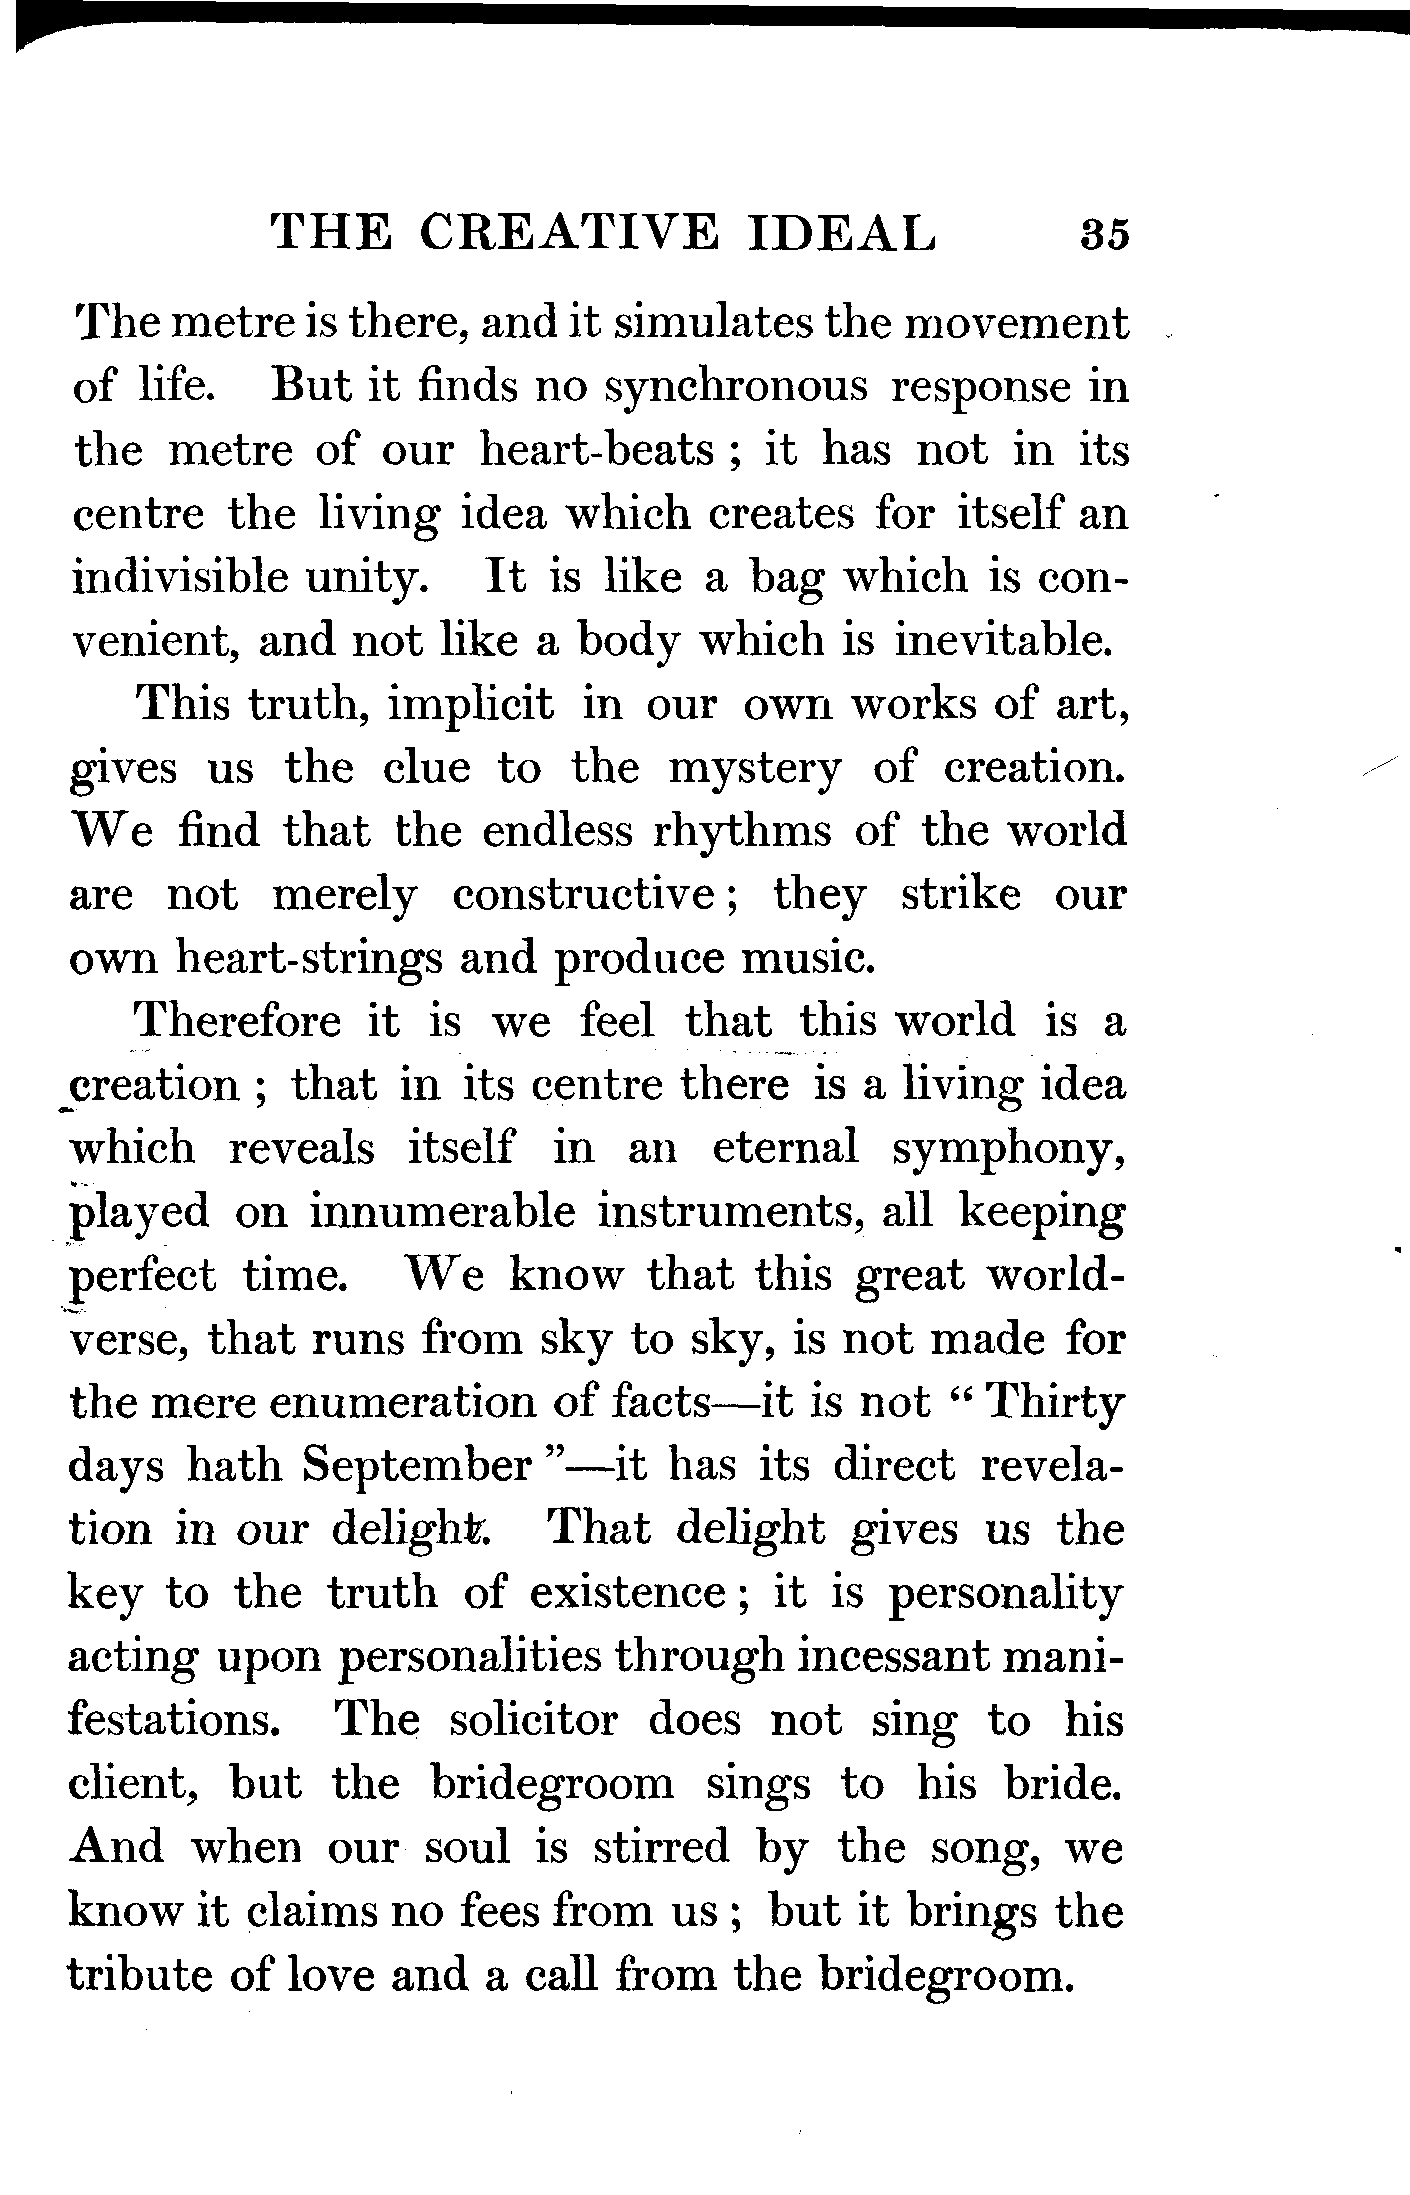 THE CREATIVE IDEAL 35
The metre is there, and it simulates the movement
of life. But it finds no synchronous response in
the metre of our heart-beats ; it has not in its
centre the living idea which creates for itself an
indivisible unity. It is like a bag which is con-
venient, and not like a body which is inevitable.
This truth, implicit in our own works of art,
gives us the clue to the mystery of creation.
We find that the endless rhythms of the world
are not merely constructive ; they strike our
own heart-strings and produce music.
Therefore it is we feel that this world is a
creation ; that in its centre there is a living idea
which reveals itself in an eternal symphony,
played on innumerable instruments, all keeping
perfect time. We know that this great world-
verse, that runs from sky to sky, is not made for
the mere enumeration of facts—it is not “ Thirty
days hath September ”—it has its direct revela-
tion in our delight. That delight gives us the
key to the truth of existence ; it is personality
acting upon personalities through incessant mani-
festations. The solicitor does not sing to his
client, but the bridegroom sings to his bride.
And when our soul is stirred by the song, we
know it claims no fees from us ; but it brings the
tribute of love and a call from the bridegroom.